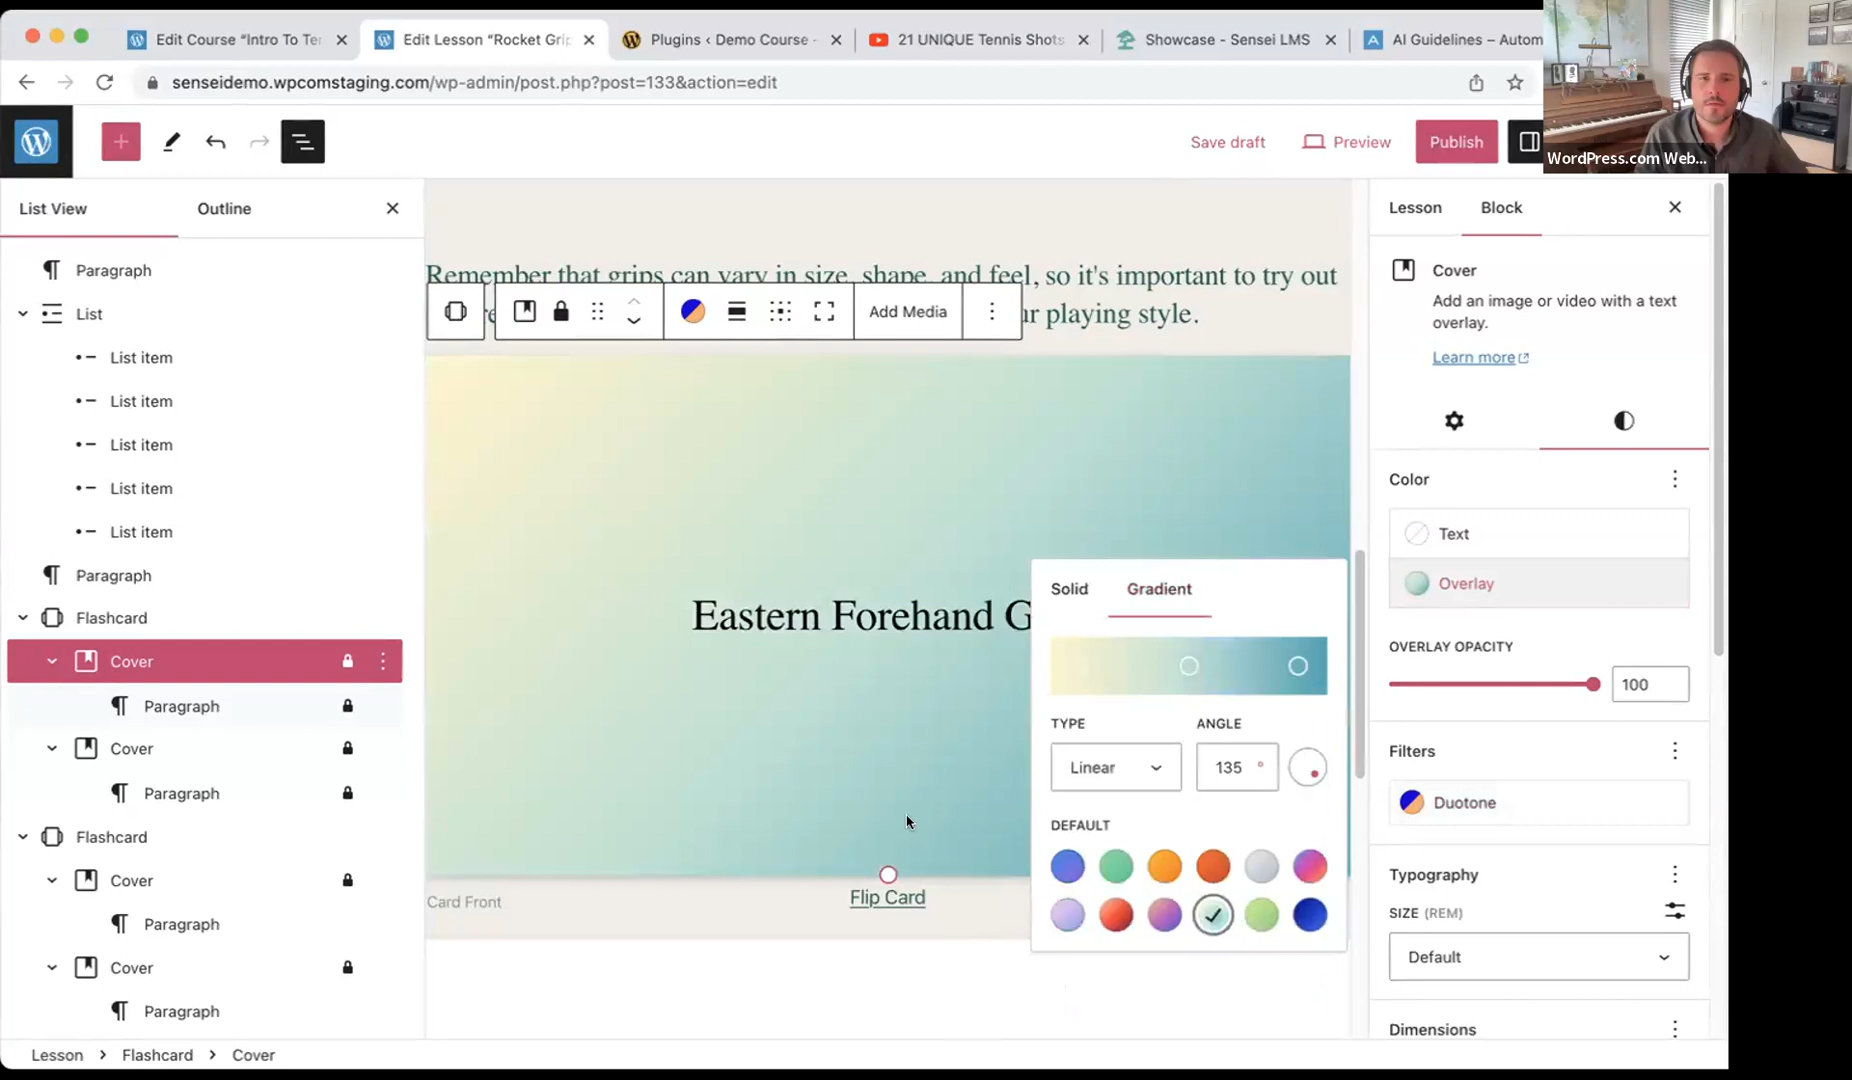 Edit Course “Intro To Ter
Edit Lesson “Rocket Grip
Plugins ‹ Demo Course -
21 UNIQUE Tennis Shots
Showcase - Sensei LMS
AI Guidelines – Autom
senseidemo.wpcomstaging.com/wp-admin/post.php?post=133&action=edit
WordPress.com Web...
Save draft
Preview
Publish
List View
Outline
Paragraph
List
List item
List item
List item
List item
List item
Paragraph
Flashcard
Cover
Paragraph
Cover
Paragraph
Flashcard
Cover
Paragraph
Cover
Paragraph
Remember that grips can vary in size, shape, and feel, so it's important to try out
ur playing style.
Add Media
Eastern Forehand G
Card Front
Flip Card
Solid
Gradient
TYPE
ANGLE
Linear
135 °
DEFAULT
Lesson
Block
Cover
Add an image or video with a text
overlay.
Learn more
Color
Text
Overlay
OVERLAY OPACITY
100
Filters
Duotone
Typography
SIZE (REM)
Default
Dimensions
Lesson > Flashcard > Cover